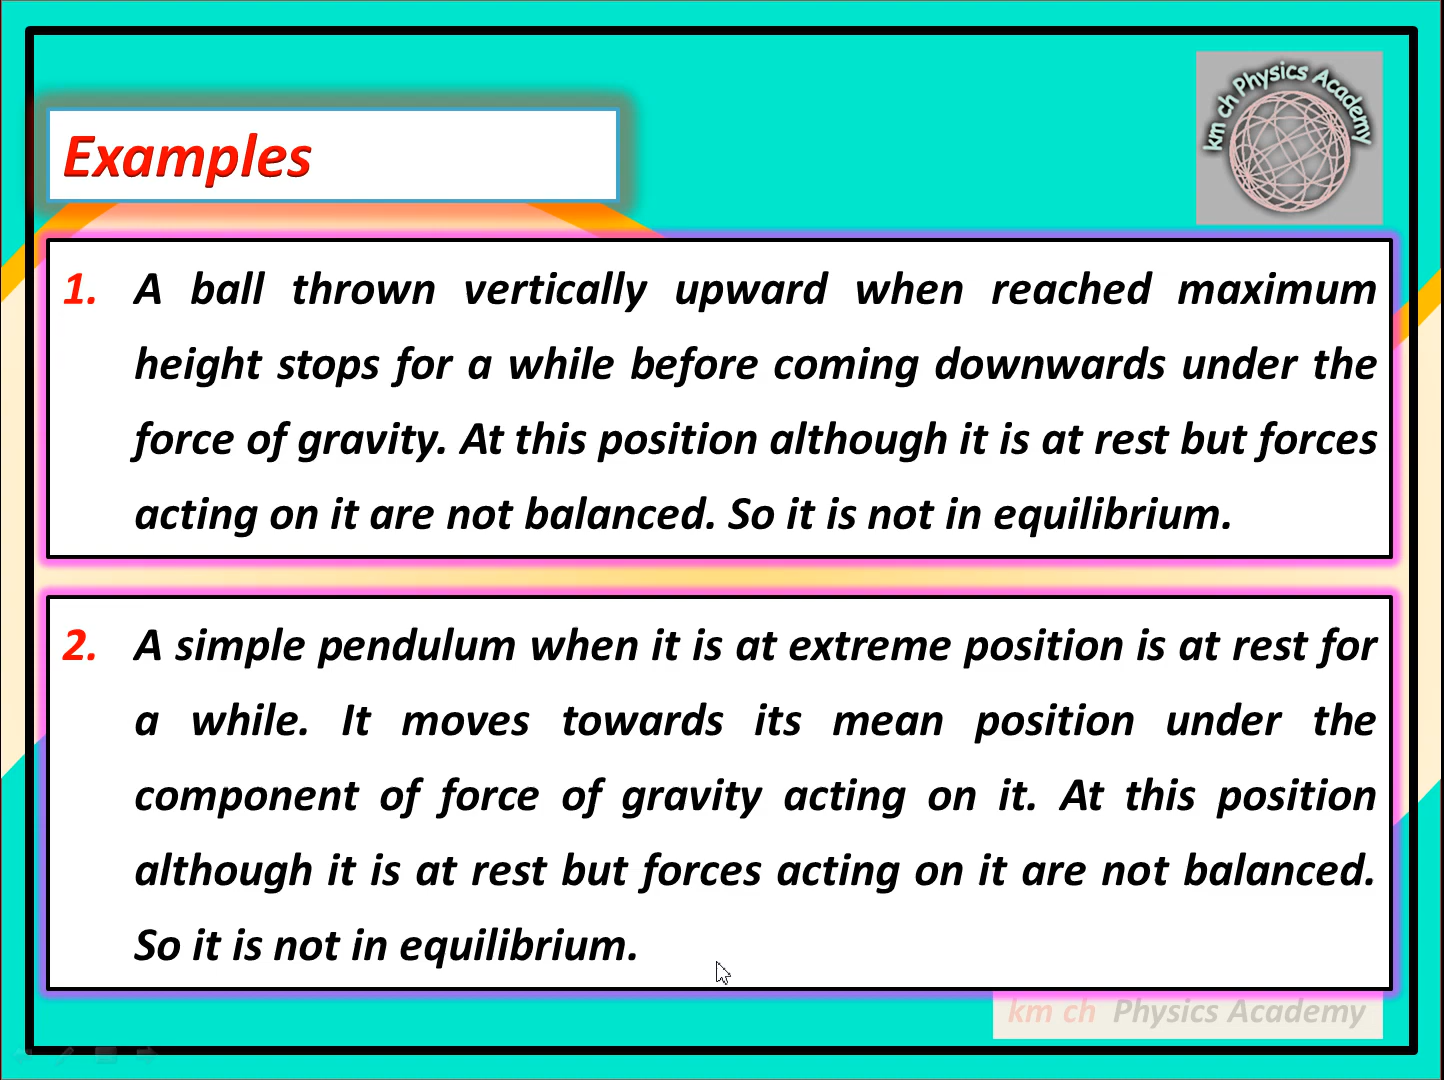 km ch Physics Academy
Examples
1. A ball thrown vertically upward when reached maximum
height stops for a while before coming downwards under the
force of gravity. At this position although it is at rest but forces
acting on it are not balanced. So it is not in equilibrium.
2. A simple pendulum when it is at extreme position is at rest for
a while. It moves towards its mean position under the
component of force of gravity acting on it. At this position
although it is at rest but forces acting on it are not balanced.
So it is not in equilibrium.
km ch Physics Academy